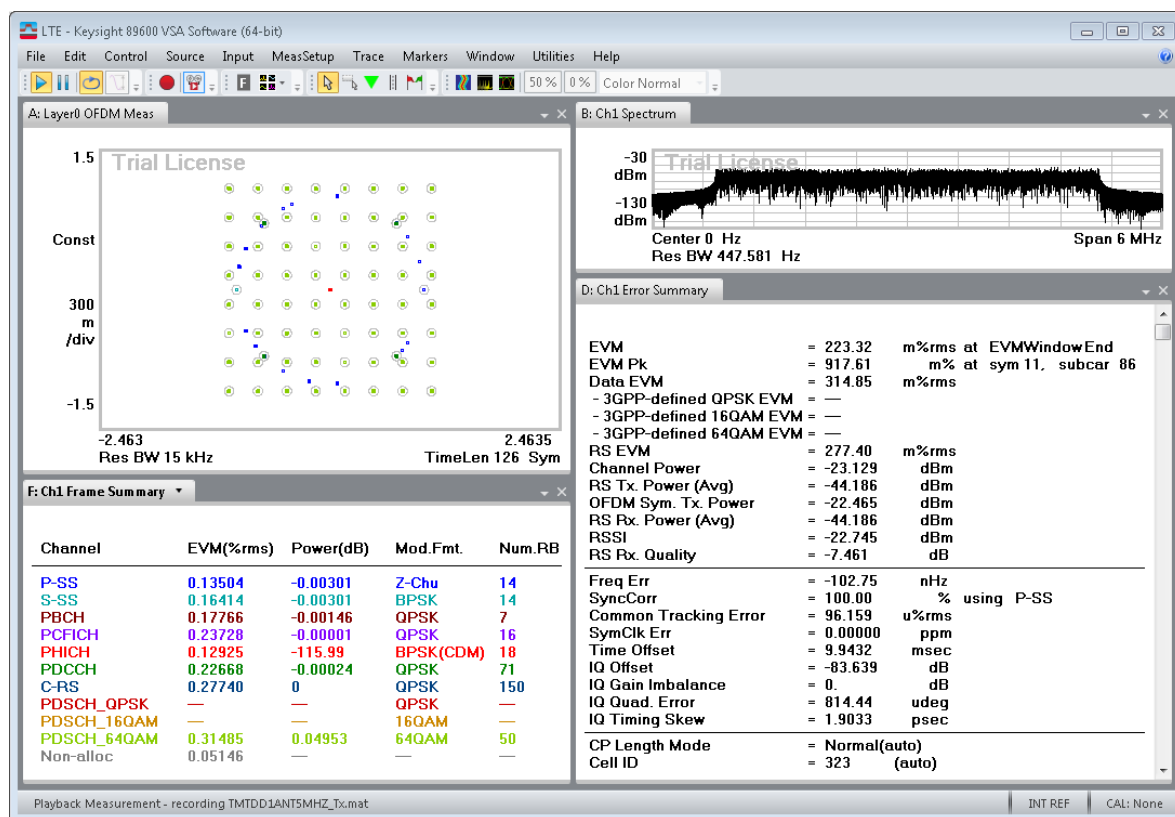 LTE - Keysight 89600 VSA Software (64-bit)
File Edit Control Source Input MeasSetup Trace Markers Window Utilities Help
F 50 % 0 % Color Normal
A: Layer0 OFDM Meas
Trial License
1.5
Const
300
m
/div
-1.5
-2.463 2.4635
Res BW 15 kHz TimeLen 126 Sym
B: Ch1 Spectrum
Trial License
-30
dBm
-130
dBm
Center 0 Hz Span 6 MHz
Res BW 447.581 Hz
F: Ch1 Frame Summary
Channel EVM(%rms) Power(dB) Mod.Fmt. Num.RB
P-SS 0.13504 -0.00301 Z-Chu 14
S-SS 0.16414 -0.00301 BPSK 14
PBCH 0.17766 -0.00146 QPSK 7
PCFICH 0.23728 -0.00001 QPSK 16
PHICH 0.12925 -115.99 BPSK(CDM) 18
PDCCH 0.22668 -0.00024 QPSK 71
C-RS 0.27740 0 QPSK 150
PDSCH_QPSK — — QPSK
PDSCH_16QAM — — 16QAM
PDSCH_64QAM 0.31485 0.04953 64QAM 50
Non-alloc 0.05146 — —
D: Ch1 Error Summary
EVM = 223.32 m%rms at EVMWindowEnd
EVM Pk = 917.61 m% at sym 11, subcar 86
Data EVM = 314.85 m%rms
- 3GPP-defined QPSK EVM = —
- 3GPP-defined 16QAM EVM = —
- 3GPP-defined 64QAM EVM = —
RS EVM = 277.40 m%rms
Channel Power = -23.129 dBm
RS Tx. Power (Avg) = -44.186 dBm
OFDM Sym. Tx. Power = -22.465 dBm
RS Rx. Power (Avg) = -44.186 dBm
RSSI = -22.745 dBm
RS Rx. Quality = -7.461 dB
Freq Err = -102.75 nHz
SyncCorr = 100.00 % using P-SS
Common Tracking Error = 96.159 u%rms
SymClk Err = 0.00000 ppm
Time Offset = 9.9432 msec
IQ Offset = -83.639 dB
IQ Gain Imbalance = 0. dB
IQ Quad. Error = 814.44 udeg
IQ Timing Skew = 1.9033 psec
CP Length Mode = Normal(auto)
Cell ID = 323 (auto)
Playback Measurement - recording TMTDD1ANT5MHZ_Tx.mat INT REF CAL: None